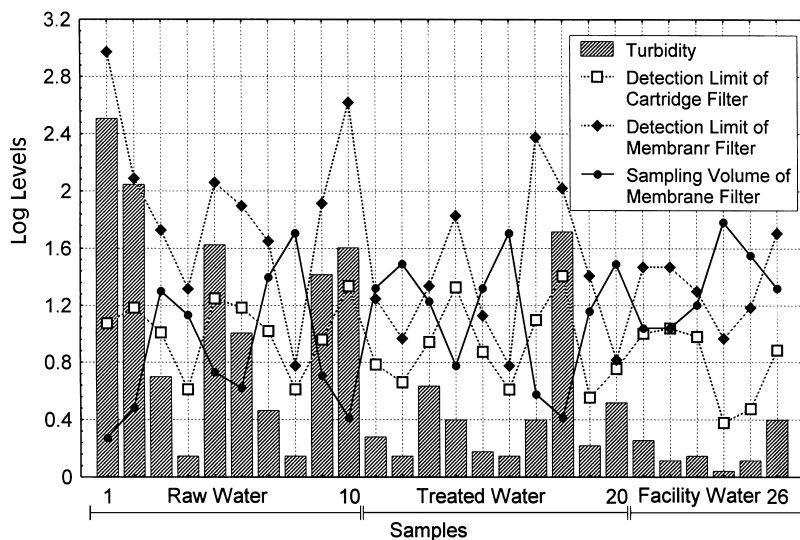 3.2
2.8
2.4
2
1.6
1.2
0.8
0.4
0
Log Levels
Turbidity
Detection Limit of
Cartridge Filter
Detection Limit of
Membranr Filter
Sampling Volume of
Membrane Filter
1 Raw Water 10 Treated Water 20 Facility Water 26
Samples